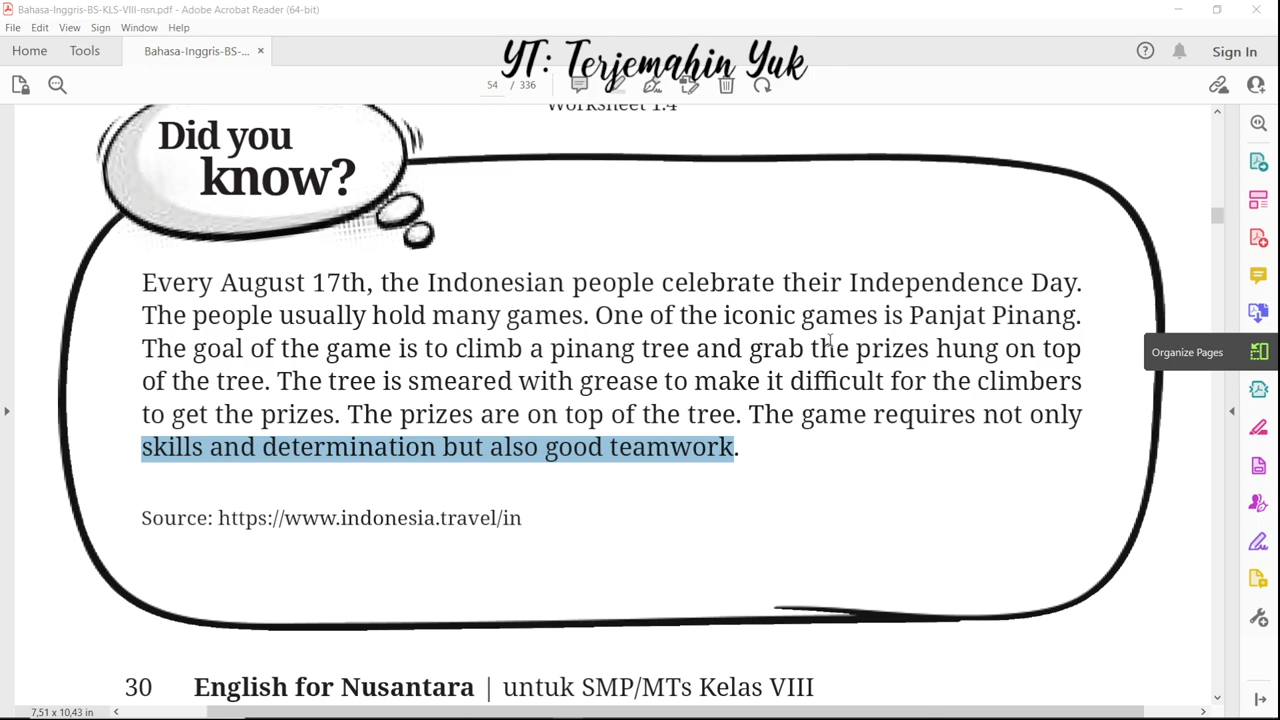 Bahasa-Inggris-BS-KLS-VIII-nsn.pdf - Adobe Acrobat Reader (64-bit)
File Edit View Sign Window Help
Home Tools Bahasa-Inggris-BS-... × Sign In
YT: Terjemahin Yuk
54 / 336
Worksheet 1.4
Did you
know?
Every August 17th, the Indonesian people celebrate their Independence Day.
The people usually hold many games. One of the iconic games is Panjat Pinang.
The goal of the game is to climb a pinang tree and grab the prizes hung on top
of the tree. The tree is smeared with grease to make it difficult for the climbers
to get the prizes. The prizes are on top of the tree. The game requires not only
skills and determination but also good teamwork.
Organize Pages
Source: https://www.indonesia.travel/in
30 English for Nusantara | untuk SMP/MTs Kelas VIII
7,51 x 10,43 in